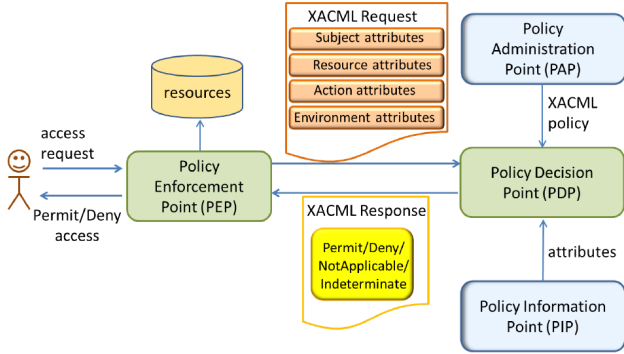 XACML Request
Subject attributes
Resource attributes
Action attributes
Environment attributes
Policy
Administration
Point (PAP)
resources
XACML
policy
access
request
Policy
Enforcement
Point (PEP)
Policy Decision
Point (PDP)
Permit/Deny
access
XACML Response
Permit/Deny/
NotApplicable/
Indeterminate
attributes
Policy Information
Point (PIP)